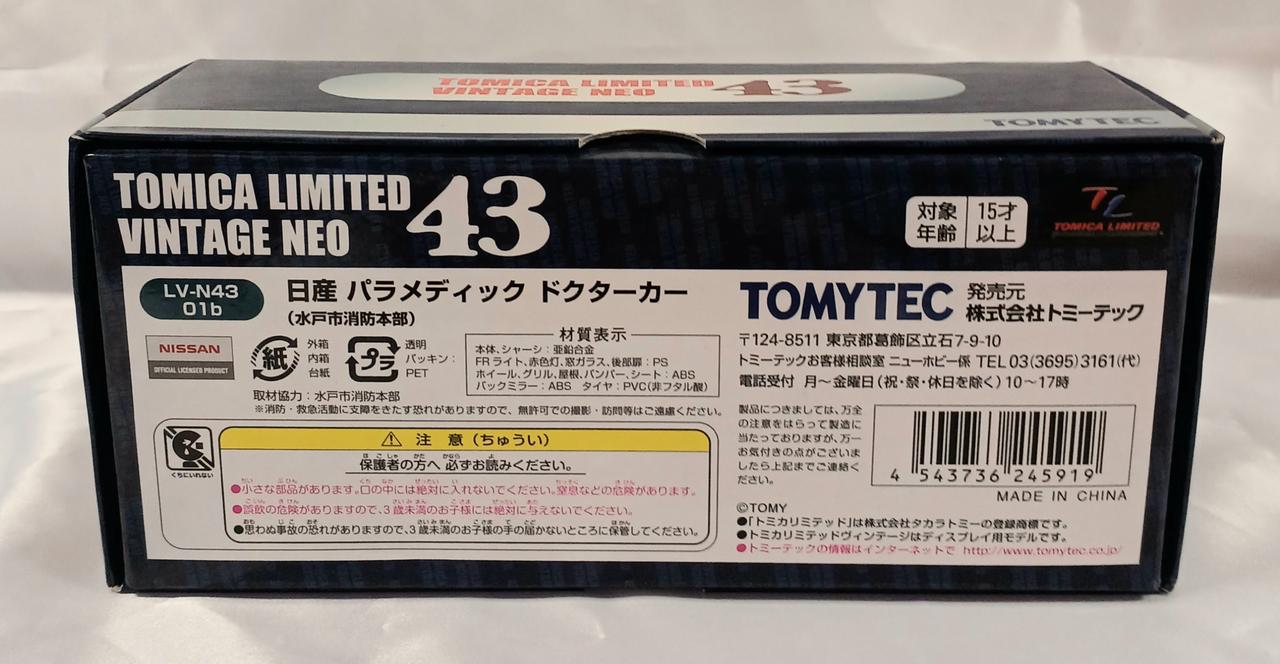 TOMICA LIMITED
VINTAGE NEO 43
TOMYTEC
TOMICA LIMITED
VINTAGE NEO 43
対象年齢 15才以上
TL
TOMICA LIMITED
LV-N43
01b
日産 パラメディック ドクターカー
(水戸市消防本部)
NISSAN
OFFICIAL LICENSED PRODUCT
紙
外箱
内箱
台紙
プラ
透明
パッキン:
PET
材質表示
本体、シャーシ:亜鉛合金
FRライト、赤色灯、窓ガラス、後部扉:PS
ホイール、グリル、屋根、バンパー、シート:ABS
バックミラー:ABS タイヤ:PVC(非フタル酸)
取材協力:水戸市消防本部
※消防・救急活動に支障をきたす恐れがありますので、無許可での撮影・訪問等はご遠慮ください。
くちにいれない
⚠ 注 意(ちゅうい)
保護者の方へ 必ずお読みください。
●小さな部品があります。口の中には絶対に入れないでください。窒息などの危険があります。
●誤飲の危険がありますので、3歳未満のお子様には絶対に与えないでください。
●思わぬ事故の恐れがありますので、3歳未満のお子様の手の届かないところに保管してください。
TOMYTEC 発売元 株式会社トミーテック
〒124-8511 東京都葛飾区立石7-9-10
トミーテックお客様相談室 ニューホビー係 TEL 03(3695)3161(代)
電話受付 月〜金曜日(祝・祭・休日を除く)10〜17時
製品につきましては、万全
の注意をはらって製造に
当たっておりますが、万一
お気付きの点がございま
したら上記までご連絡く
ださい。
4 543736 245919
MADE IN CHINA
©TOMY
●「トミカリミテッド」は株式会社タカラトミーの登録商標です。
●トミカリミテッドヴィンテージはディスプレイ用モデルです。
●トミーテックの情報はインターネットで http://www.tomytec.co.jp/